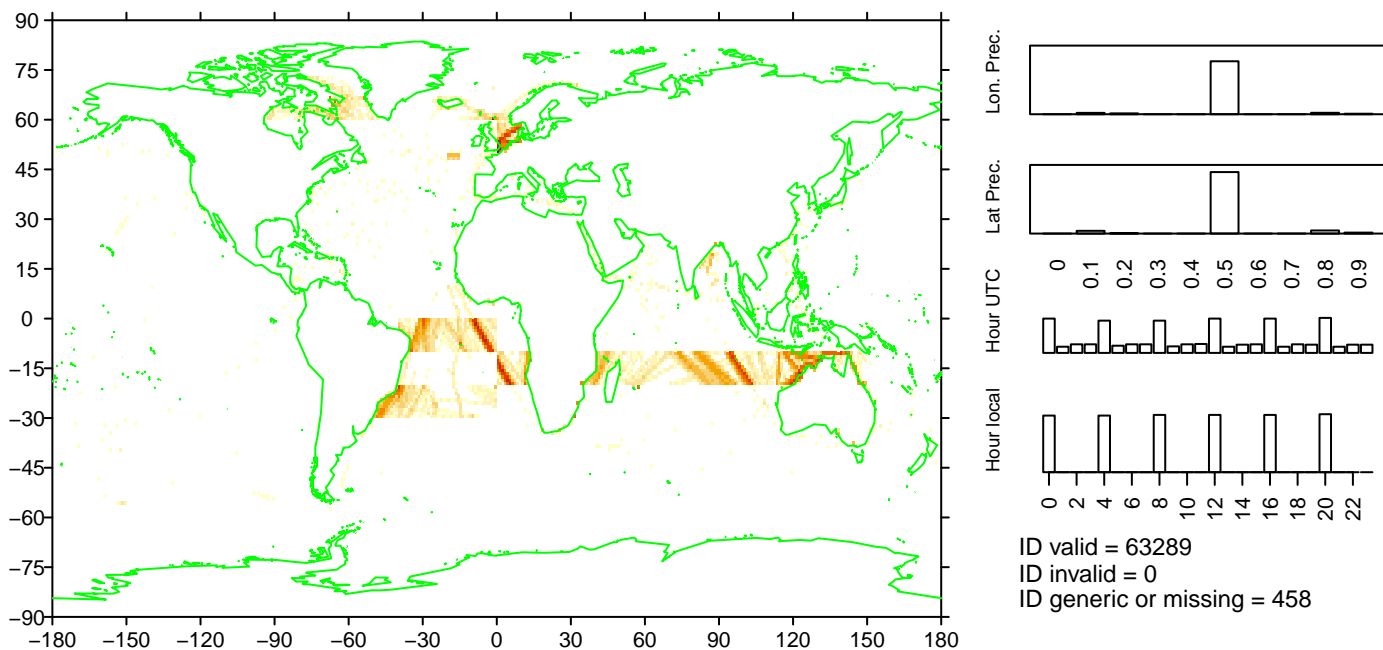 90
75
60
45
30
15
0
−15
−30
−45
−60
−75
−90
−180 −150 −120 −90 −60 −30 0 30 60 90 120 150 180
Lon. Prec.
Lat Prec.
0 0.1 0.2 0.3 0.4 0.5 0.6 0.7 0.8 0.9
Hour UTC
Hour local
0 2 4 6 8 10 12 14 16 18 20 22
ID valid = 63289
ID invalid = 0
ID generic or missing = 458